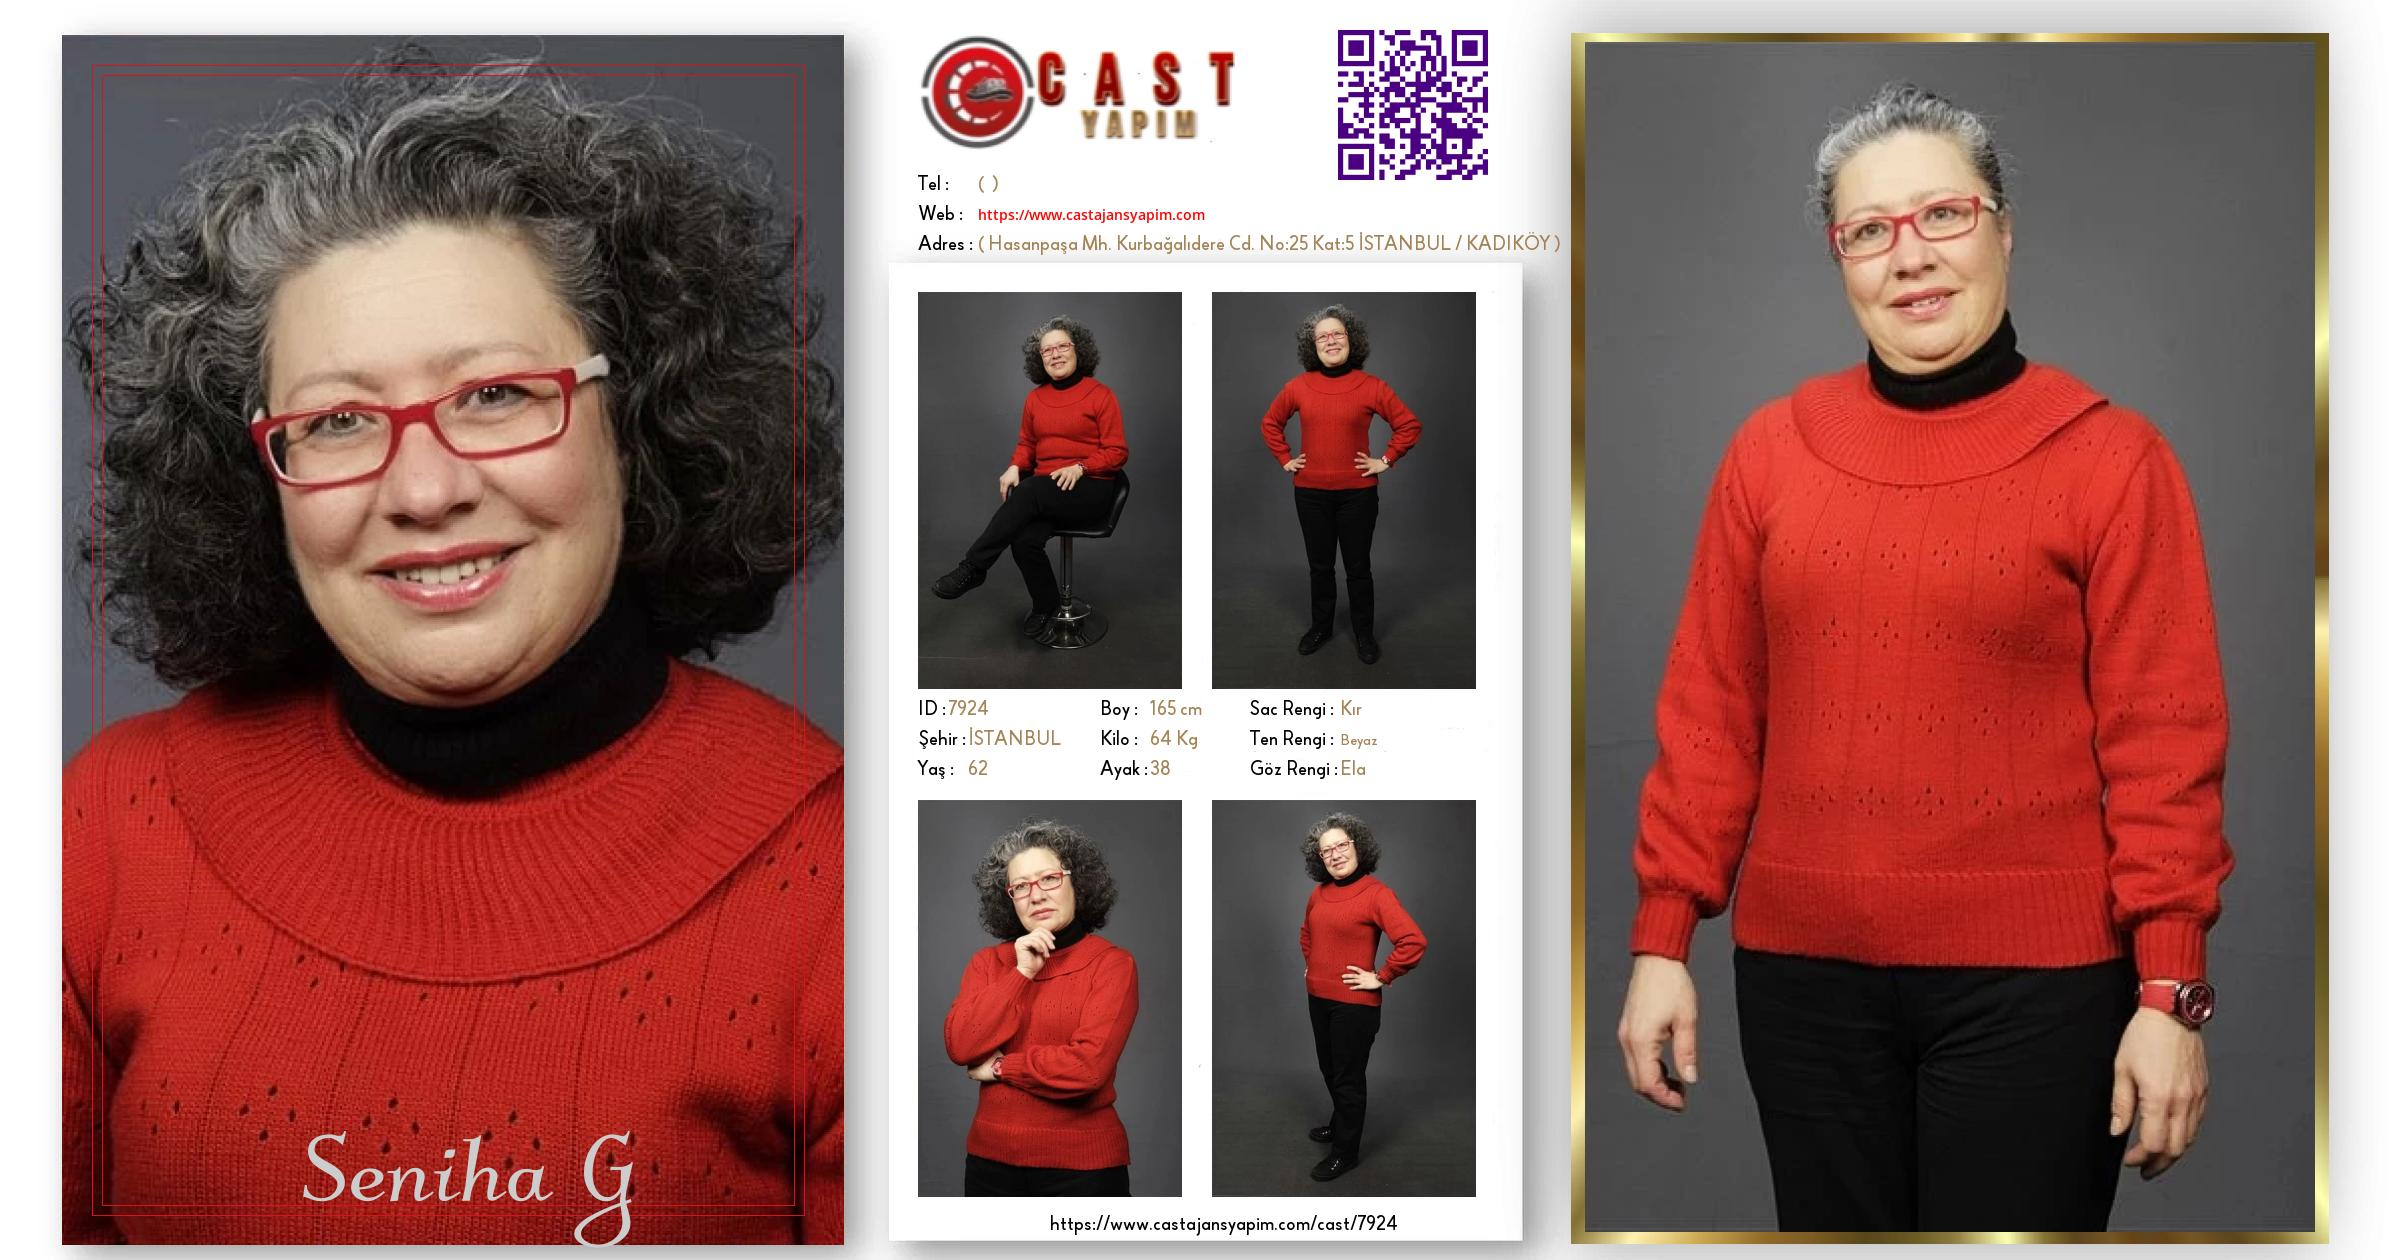 Seniha G
CAST
YAPIM
Tel : ( )
Web : https://www.castajansyapim.com
Adres : ( Hasanpaşa Mh. Kurbağalıdere Cd. No:25 Kat:5 İSTANBUL / KADIKÖY )
ID : 7924 Boy : 165 cm Sac Rengi : Kır
Şehir : İSTANBUL Kilo : 64 Kg Ten Rengi : Beyaz
Yaş : 62 Ayak : 38 Göz Rengi : Ela
https://www.castajansyapim.com/cast/7924